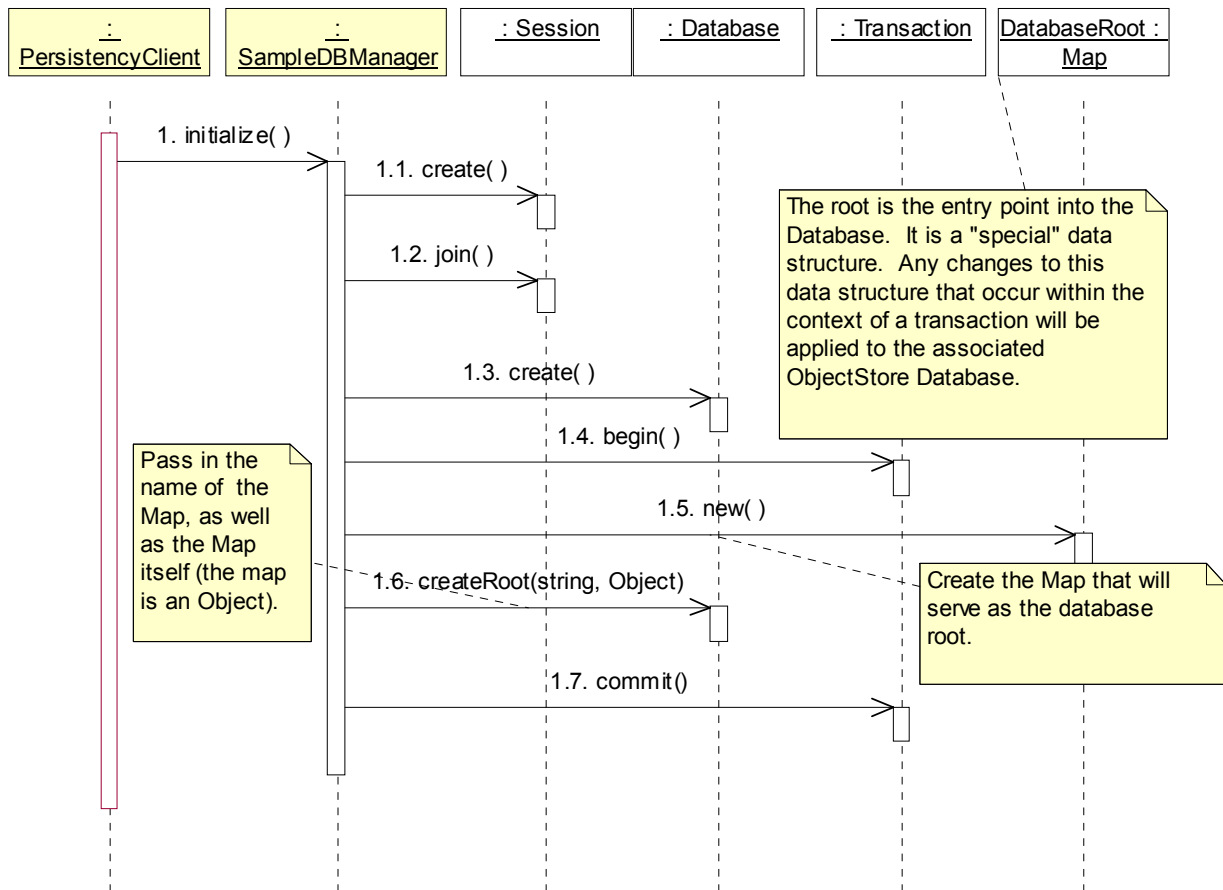 :
PersistencyClient
:
SampleDBManager
: Session
: Database
: Transaction
DatabaseRoot :
Map
1. initialize( )
1.1. create( )
1.2. join( )
The root is the entry point into the
Database. It is a "special" data
structure. Any changes to this
data structure that occur within the
context of a transaction will be
applied to the associated
ObjectStore Database.
1.3. create( )
1.4. begin( )
Pass in the
name of the
Map, as well
as the Map
itself (the map
is an Object).
1.5. new( )
1.6. createRoot(string, Object)
Create the Map that will
serve as the database
root.
1.7. commit()